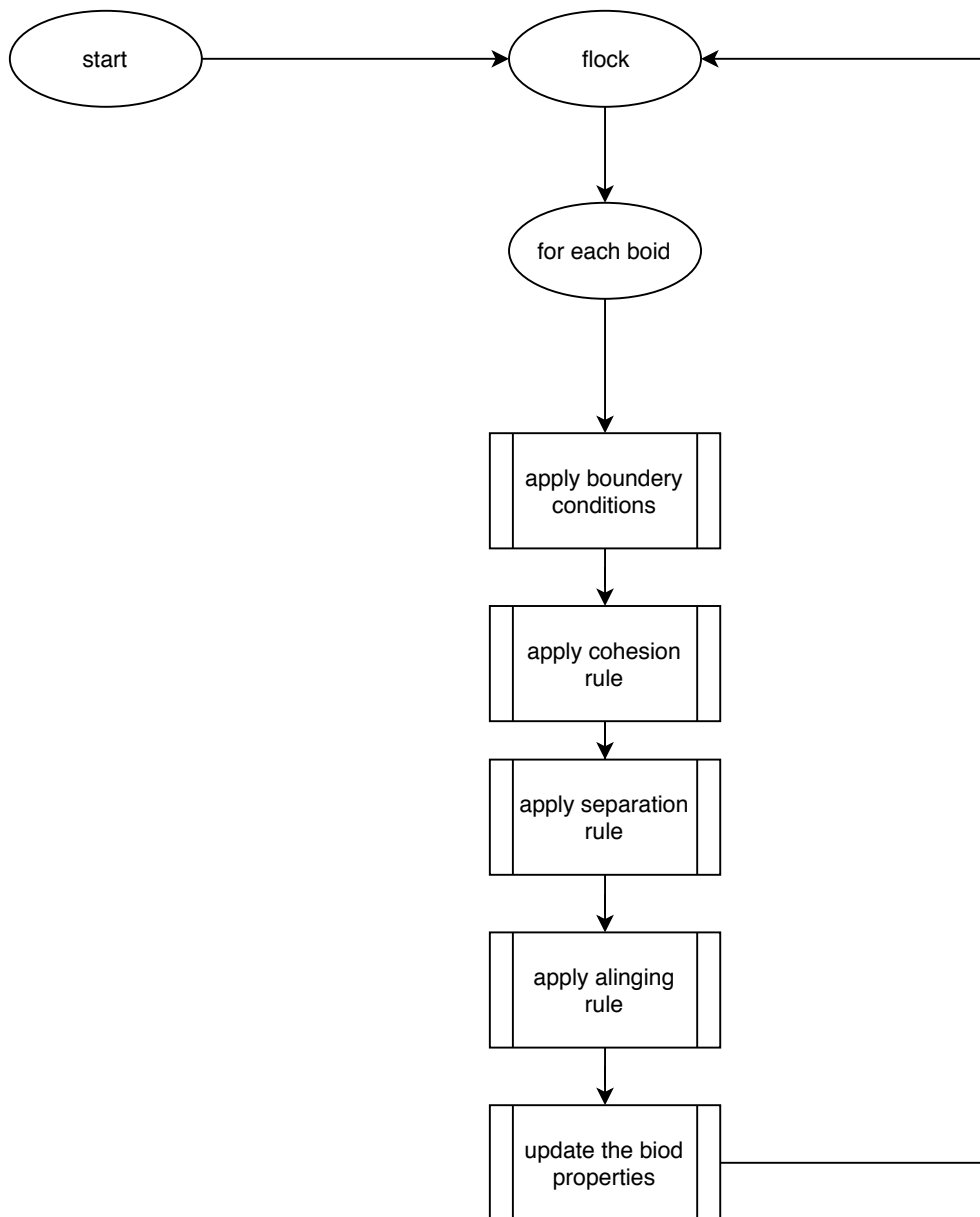 start
flock
for each boid
apply boundery
conditions
apply cohesion
rule
apply separation
rule
apply alinging
rule
update the biod
properties